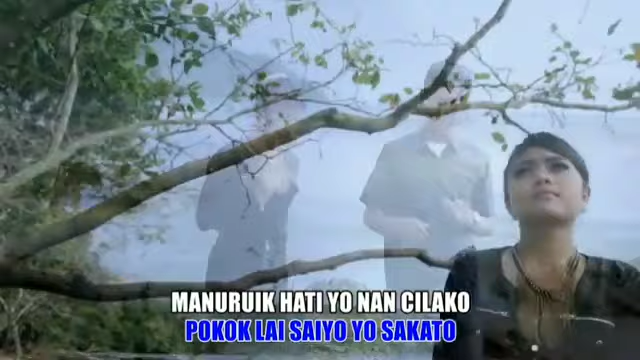 MANURUIK HATI YO NAN CILAKO
POKOK LAI SAIYO YO SAKATO